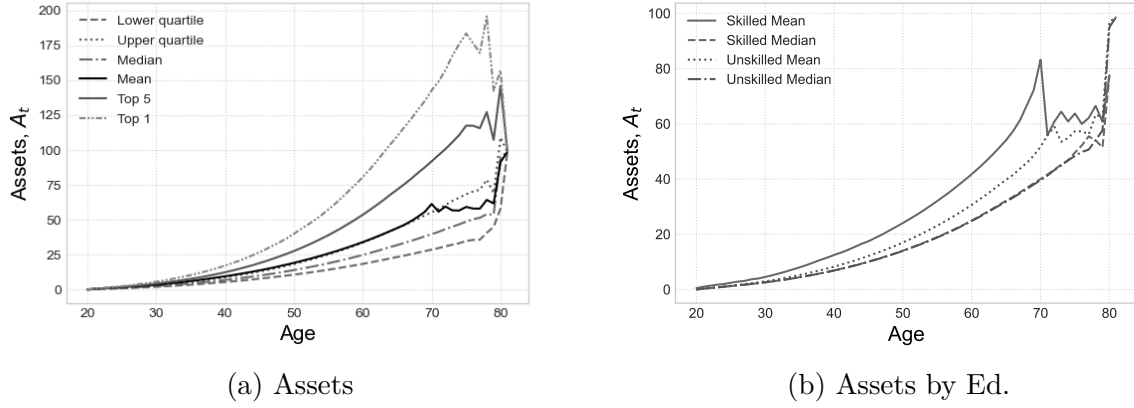 200
175
150
125
100
75
50
25
0
Assets, A_t
Lower quartile
Upper quartile
Median
Mean
Top 5
Top 1
20 30 40 50 60 70 80
Age
(a) Assets
100
80
60
40
20
0
Assets, A_t
Skilled Mean
Skilled Median
Unskilled Mean
Unskilled Median
20 30 40 50 60 70 80
Age
(b) Assets by Ed.